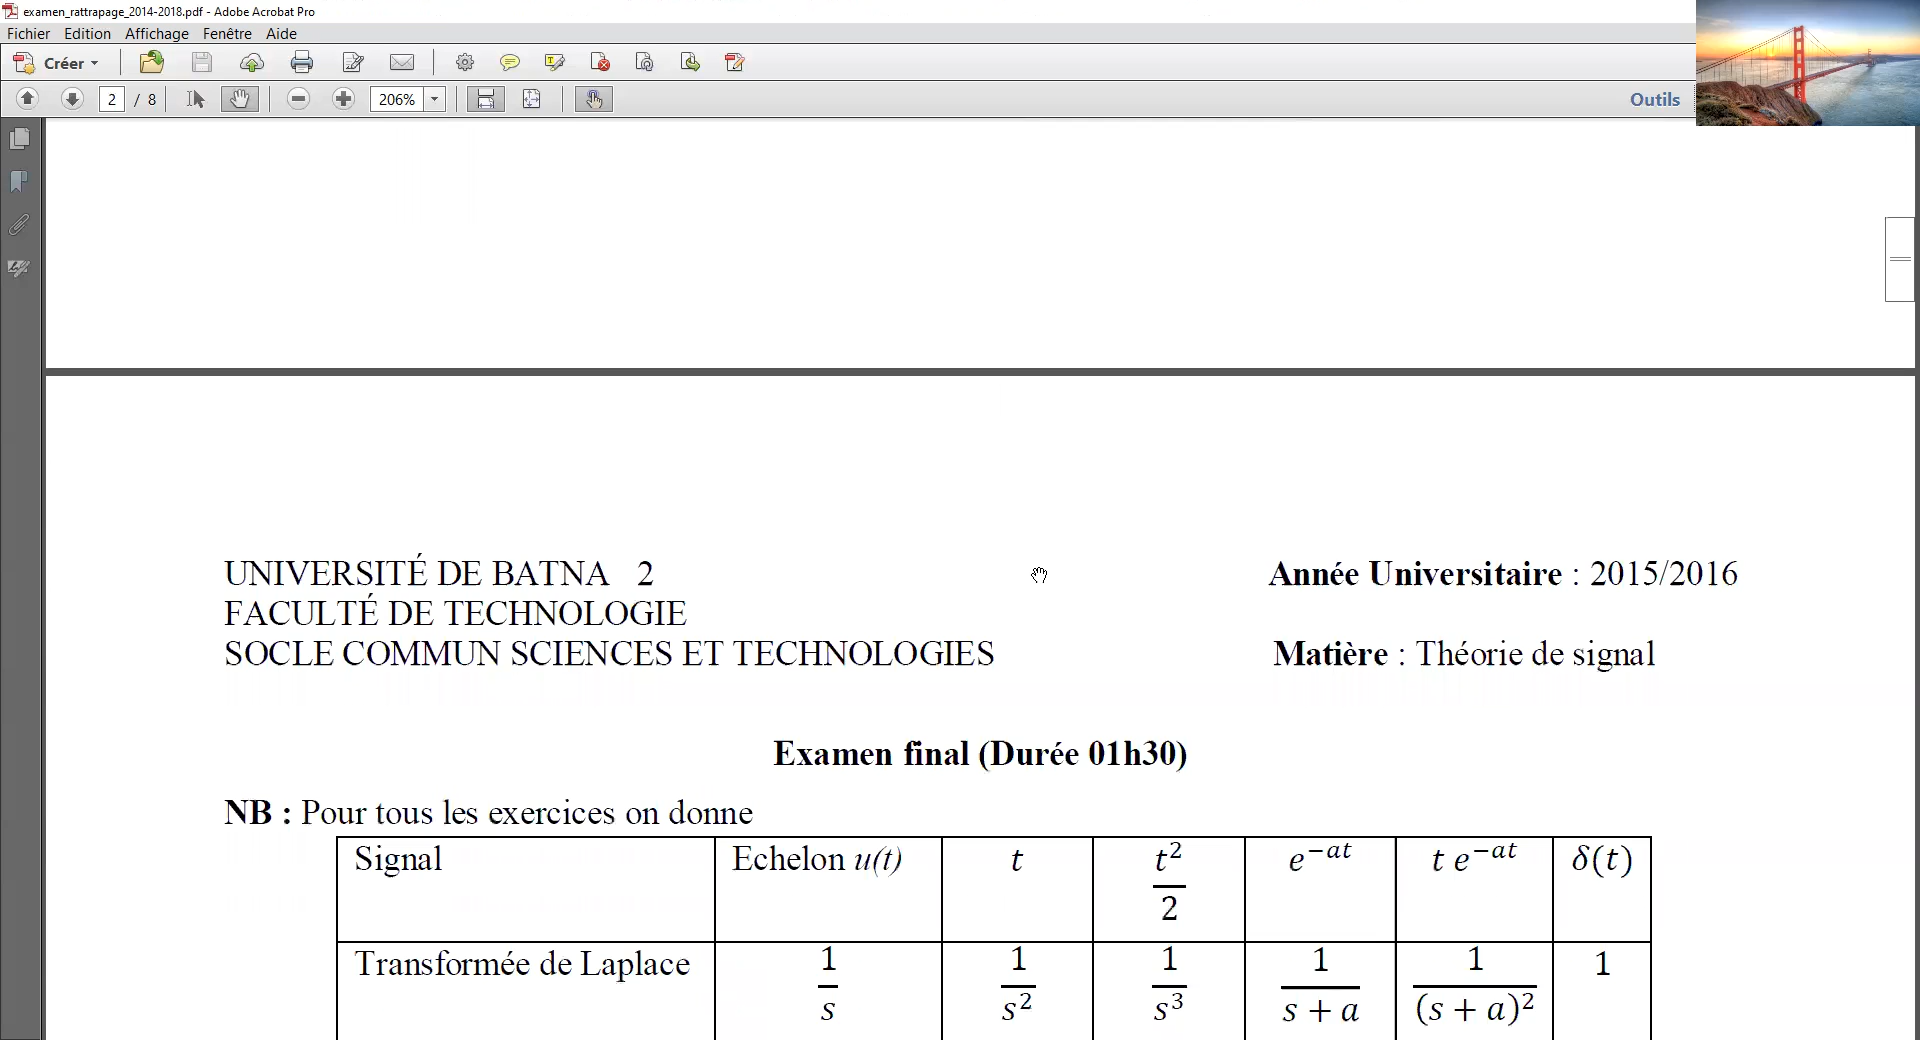 examen_rattrapage_2014-2018.pdf - Adobe Acrobat Pro
Fichier Edition Affichage Fenêtre Aide
Créer
2 / 8 206% Outils
UNIVERSITÉ DE BATNA 2 Année Universitaire : 2015/2016
FACULTÉ DE TECHNOLOGIE
SOCLE COMMUN SCIENCES ET TECHNOLOGIES Matière : Théorie de signal
Examen final (Durée 01h30)
NB : Pour tous les exercices on donne
Signal Echelon u(t) t t²/2 e^{-at} t e^{-at} δ(t)
Transformée de Laplace 1/s 1/s² 1/s³ 1/(s + a) 1/(s + a)² 1